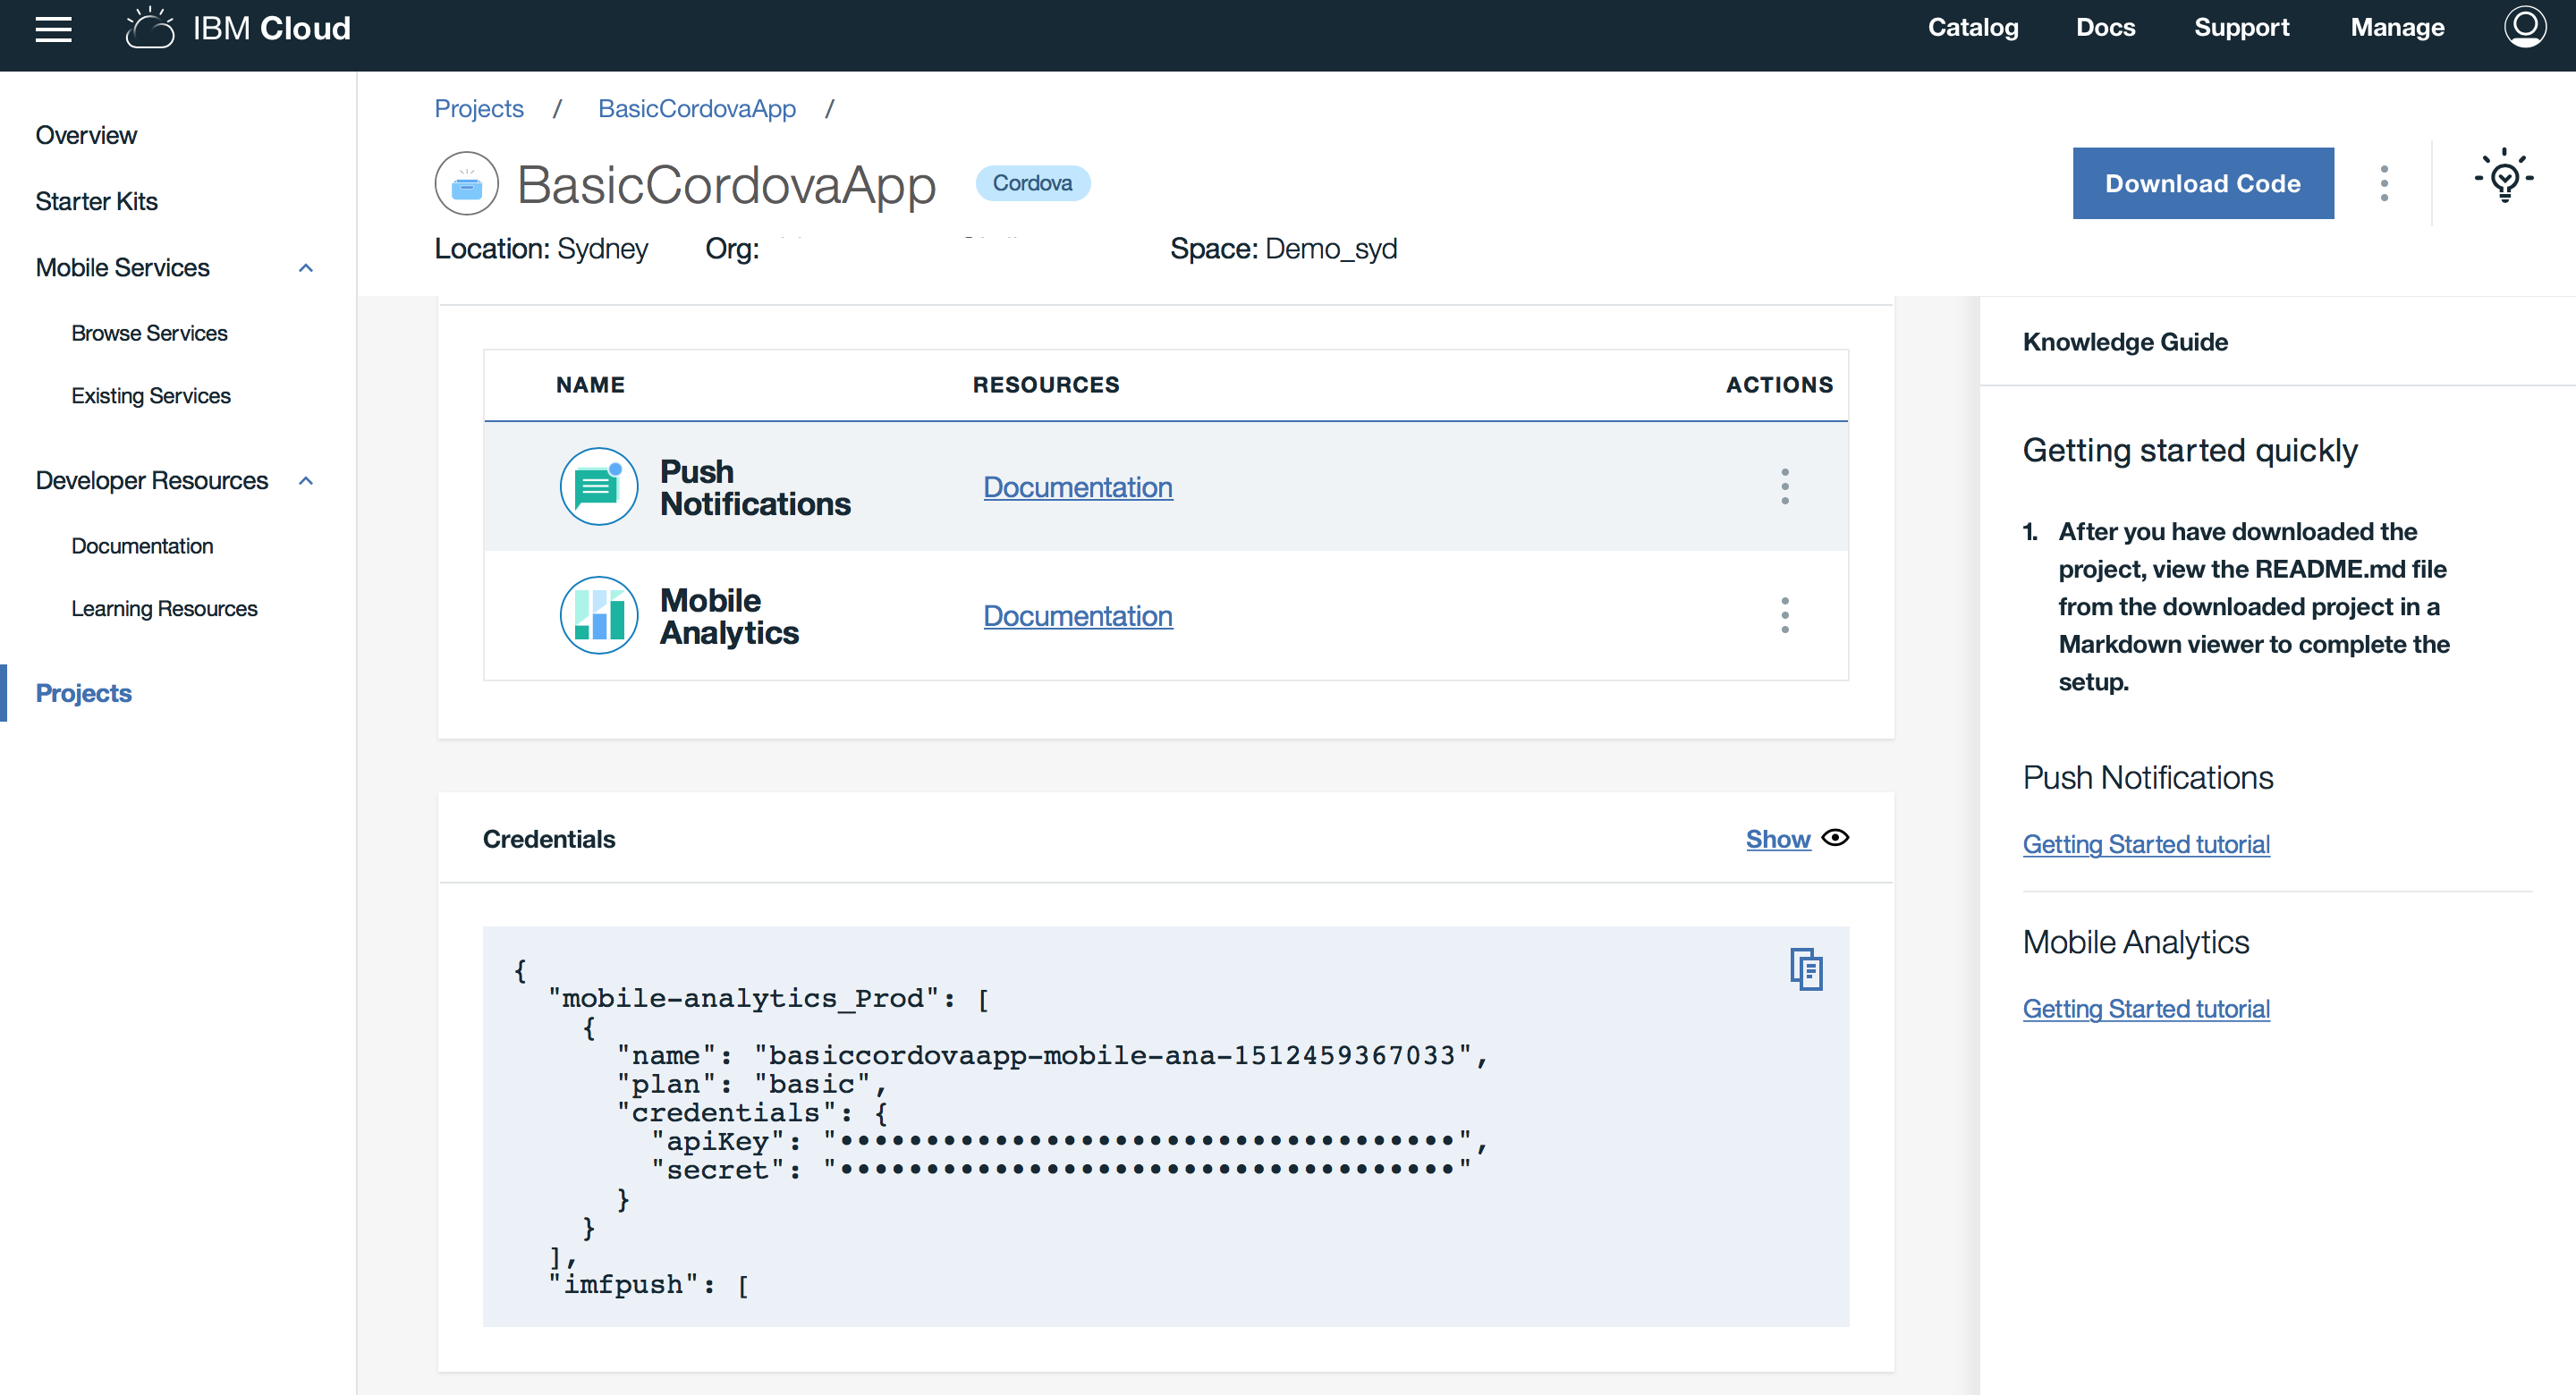 IBM Cloud
Catalog Docs Support Manage
Overview
Starter Kits
Mobile Services
Browse Services
Existing Services
Developer Resources
Documentation
Learning Resources
Projects
Projects / BasicCordovaApp /
BasicCordovaApp Cordova
Download Code
Location: Sydney Org: Space: Demo_syd
NAME RESOURCES ACTIONS
Push
Notifications
Documentation
Mobile
Analytics
Documentation
Credentials
Show
{
"mobile-analytics_Prod": [
{
"name": "basiccordovaapp-mobile-ana-1512459367033",
"plan": "basic",
"credentials": {
"apiKey": "••••••••••••••••••••••••••••••••••••",
"secret": "••••••••••••••••••••••••••••••••••••"
}
}
],
"imfpush": [
Knowledge Guide
Getting started quickly
1. After you have downloaded the
project, view the README.md file
from the downloaded project in a
Markdown viewer to complete the
setup.
Push Notifications
Getting Started tutorial
Mobile Analytics
Getting Started tutorial